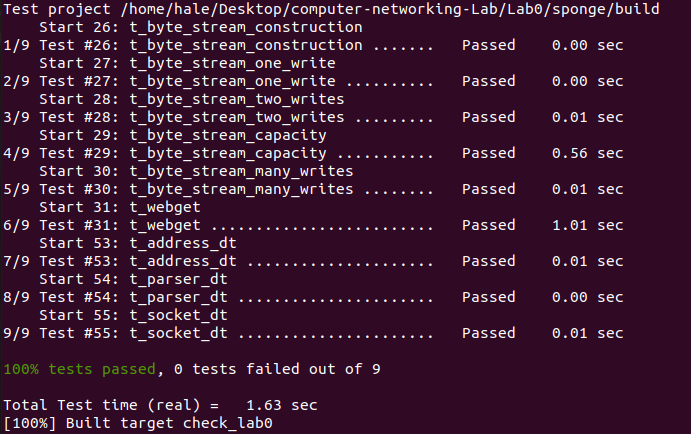 Test project /home/hale/Desktop/computer-networking-Lab/Lab0/sponge/build
    Start 26: t_byte_stream_construction
1/9 Test #26: t_byte_stream_construction .......   Passed    0.00 sec
    Start 27: t_byte_stream_one_write
2/9 Test #27: t_byte_stream_one_write ..........   Passed    0.00 sec
    Start 28: t_byte_stream_two_writes
3/9 Test #28: t_byte_stream_two_writes .........   Passed    0.01 sec
    Start 29: t_byte_stream_capacity
4/9 Test #29: t_byte_stream_capacity ...........   Passed    0.56 sec
    Start 30: t_byte_stream_many_writes
5/9 Test #30: t_byte_stream_many_writes ........   Passed    0.01 sec
    Start 31: t_webget
6/9 Test #31: t_webget .........................   Passed    1.01 sec
    Start 53: t_address_dt
7/9 Test #53: t_address_dt .....................   Passed    0.01 sec
    Start 54: t_parser_dt
8/9 Test #54: t_parser_dt ......................   Passed    0.00 sec
    Start 55: t_socket_dt
9/9 Test #55: t_socket_dt ......................   Passed    0.01 sec

100% tests passed, 0 tests failed out of 9

Total Test time (real) =   1.63 sec
[100%] Built target check_lab0